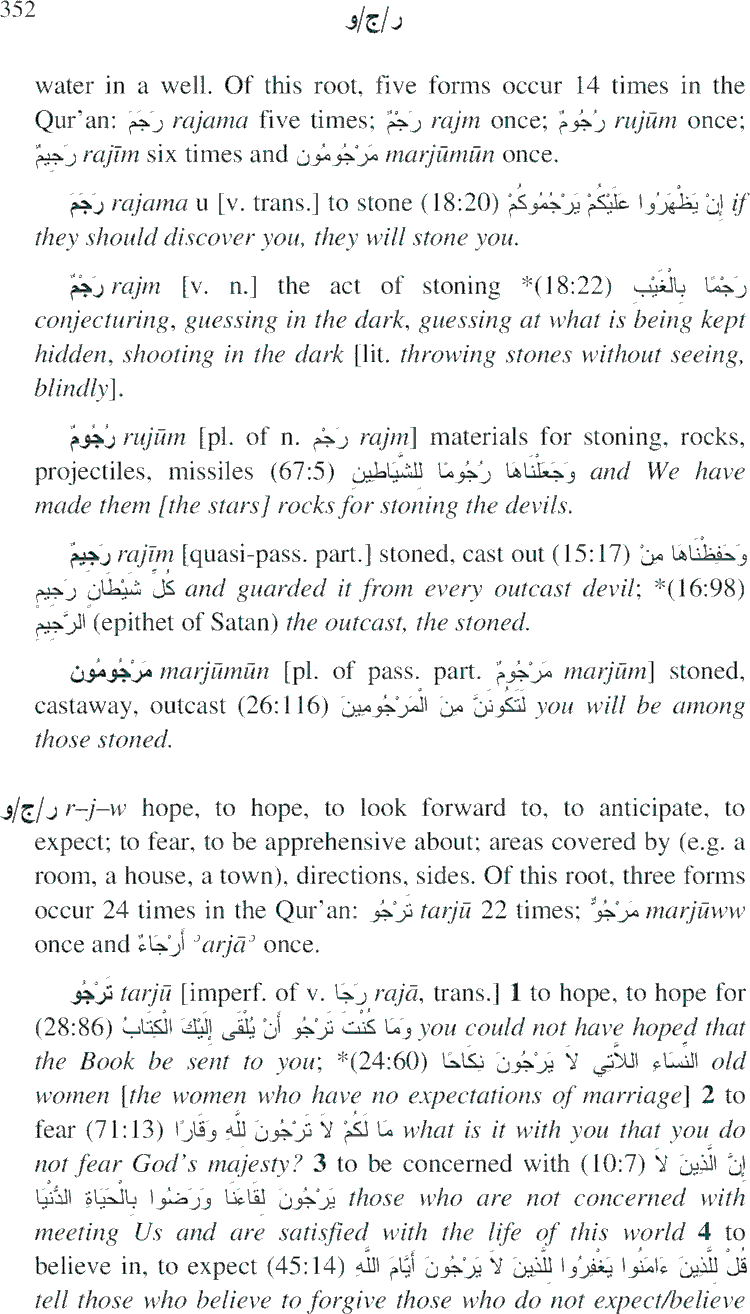 352
ر/ج/و
water in a well. Of this root, five forms occur 14 times in the
Qur'an: رَجَمَ rajama five times; رَجْمٌ rajm once; رُجُومٌ rujūm once;
رَجِيمٌ rajīm six times and مَرْجُومُون marjūmūn once.
رَجَمَ rajama u [v. trans.] to stone (18:20) إِنْ يَظْهَرُوا عَلَيْكُمْ يَرْجُمُوكُمْ if
they should discover you, they will stone you.
رَجْمٌ rajm [v. n.] the act of stoning *(18:22) رَجْمًا بِالْغَيْبِ
conjecturing, guessing in the dark, guessing at what is being kept
hidden, shooting in the dark [lit. throwing stones without seeing,
blindly].
رُجُومٌ rujūm [pl. of n. رَجْم rajm] materials for stoning, rocks,
projectiles, missiles (67:5) وَجَعَلْنَاهَا رُجُومًا لِلشَّيَاطِينِ and We have
made them [the stars] rocks for stoning the devils.
رَجِيمٌ rajīm [quasi-pass. part.] stoned, cast out (15:17) وَحَفِظْنَاهَا مِنْ
كُلِّ شَيْطَانٍ رَجِيمٍ and guarded it from every outcast devil; *(16:98)
الرَّجِيمِ (epithet of Satan) the outcast, the stoned.
مَرْجُومُون marjūmūn [pl. of pass. part. مَرْجُومٌ marjūm] stoned,
castaway, outcast (26:116) لَتَكُونَنَّ مِنَ الْمَرْجُومِينَ you will be among
those stoned.
ر/ج/و r–j–w hope, to hope, to look forward to, to anticipate, to
expect; to fear, to be apprehensive about; areas covered by (e.g. a
room, a house, a town), directions, sides. Of this root, three forms
occur 24 times in the Qur'an: تَرْجُو tarjū 22 times; مَرْجُوٌّ marjūww
once and أَرْجَاءٌ ʾarjāʾ once.
تَرْجُو tarjū [imperf. of v. رَجَا rajā, trans.] 1 to hope, to hope for
(28:86) وَمَا كُنْتَ تَرْجُو أَنْ يُلْقَى إِلَيْكَ الْكِتَابُ you could not have hoped that
the Book be sent to you; *(24:60) النِّسَاءِ اللاَّتِي لاَ يَرْجُونَ نِكَاحًا old
women [the women who have no expectations of marriage] 2 to
fear (71:13) مَا لَكُمْ لاَ تَرْجُونَ لِلَّهِ وَقَارًا what is it with you that you do
not fear God's majesty? 3 to be concerned with (10:7) إِنَّ الَّذِينَ لاَ
يَرْجُونَ لِقَاءَنَا وَرَضُوا بِالْحَيَاةِ الدُّنْيَا those who are not concerned with
meeting Us and are satisfied with the life of this world 4 to
believe in, to expect (45:14) قُلْ لِلَّذِينَ ءَامَنُوا يَغْفِرُوا لِلَّذِينَ لاَ يَرْجُونَ أَيَّامَ اللَّهِ
tell those who believe to forgive those who do not expect/believe